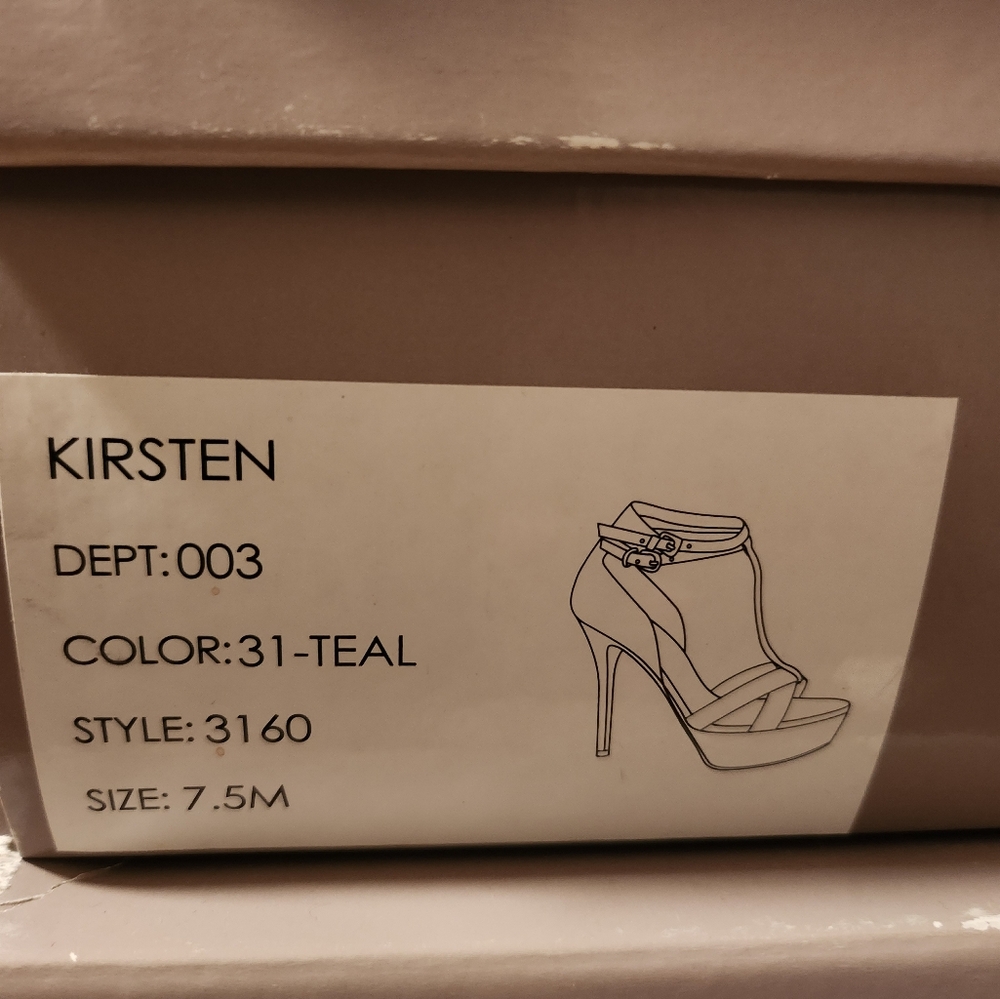 KIRSTEN
DEPT: 003
COLOR: 31-TEAL
STYLE: 3160
SIZE: 7.5M